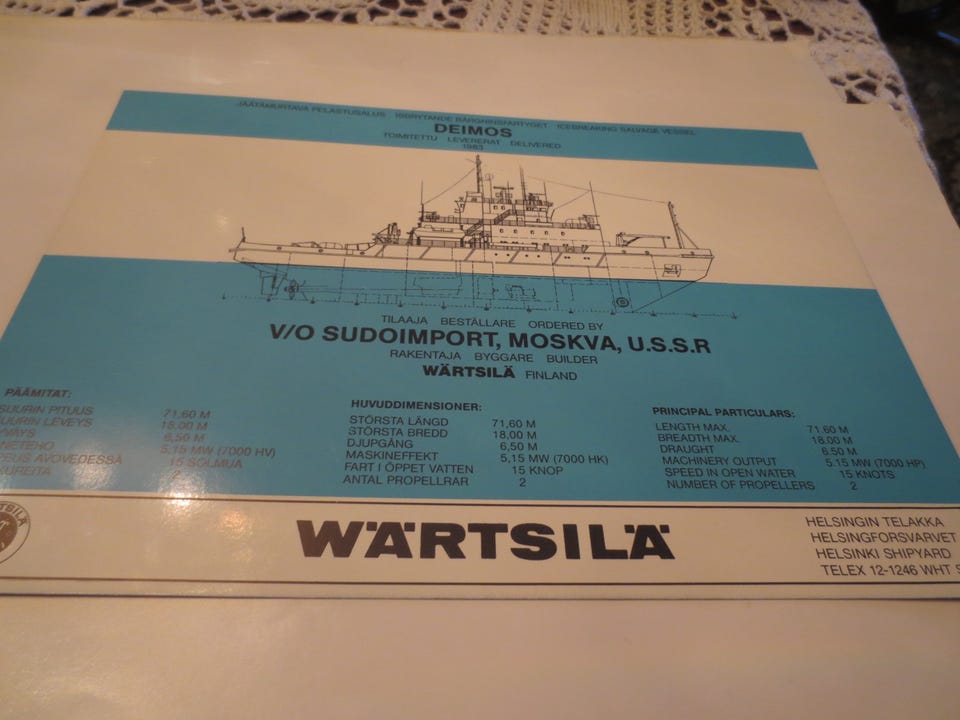 JÄÄTÄMURTAVA PELASTUSALUS ISBRYTANDE BÄRGNINGSFARTYGET ICEBREAKING SALVAGE VESSEL
DEIMOS
TOIMITETTU LEVERERAT DELIVERED
1983
TILAAJA BESTÄLLARE ORDERED BY
V/O SUDOIMPORT, MOSKVA, U.S.S.R
RAKENTAJA BYGGARE BUILDER
WÄRTSILÄ FINLAND
PÄÄMITAT:
SUURIN PITUUS 71,60 M
SUURIN LEVEYS 18,00 M
SYVÄYS 6,50 M
KONETEHO 5,15 MW (7000 HV)
NOPEUS AVOVEDESSÄ 15 SOLMUA
2
HUVUDDIMENSIONER:
STÖRSTA LÄNGD 71,60 M
STÖRSTA BREDD 18,00 M
DJUPGÅNG 6,50 M
MASKINEFFEKT 5,15 MW (7000 HK)
FART I ÖPPET VATTEN 15 KNOP
ANTAL PROPELLRAR 2
PRINCIPAL PARTICULARS:
LENGTH MAX. 71,60 M
BREADTH MAX. 18,00 M
DRAUGHT 6.50 M
MACHINERY OUTPUT 5,15 MW (7000 HP)
SPEED IN OPEN WATER 15 KNOTS
NUMBER OF PROPELLERS 2
WÄRTSILÄ
HELSINGIN TELAKKA
HELSINGFORSVARVET
HELSINKI SHIPYARD
TELEX 12-1246 WHT S